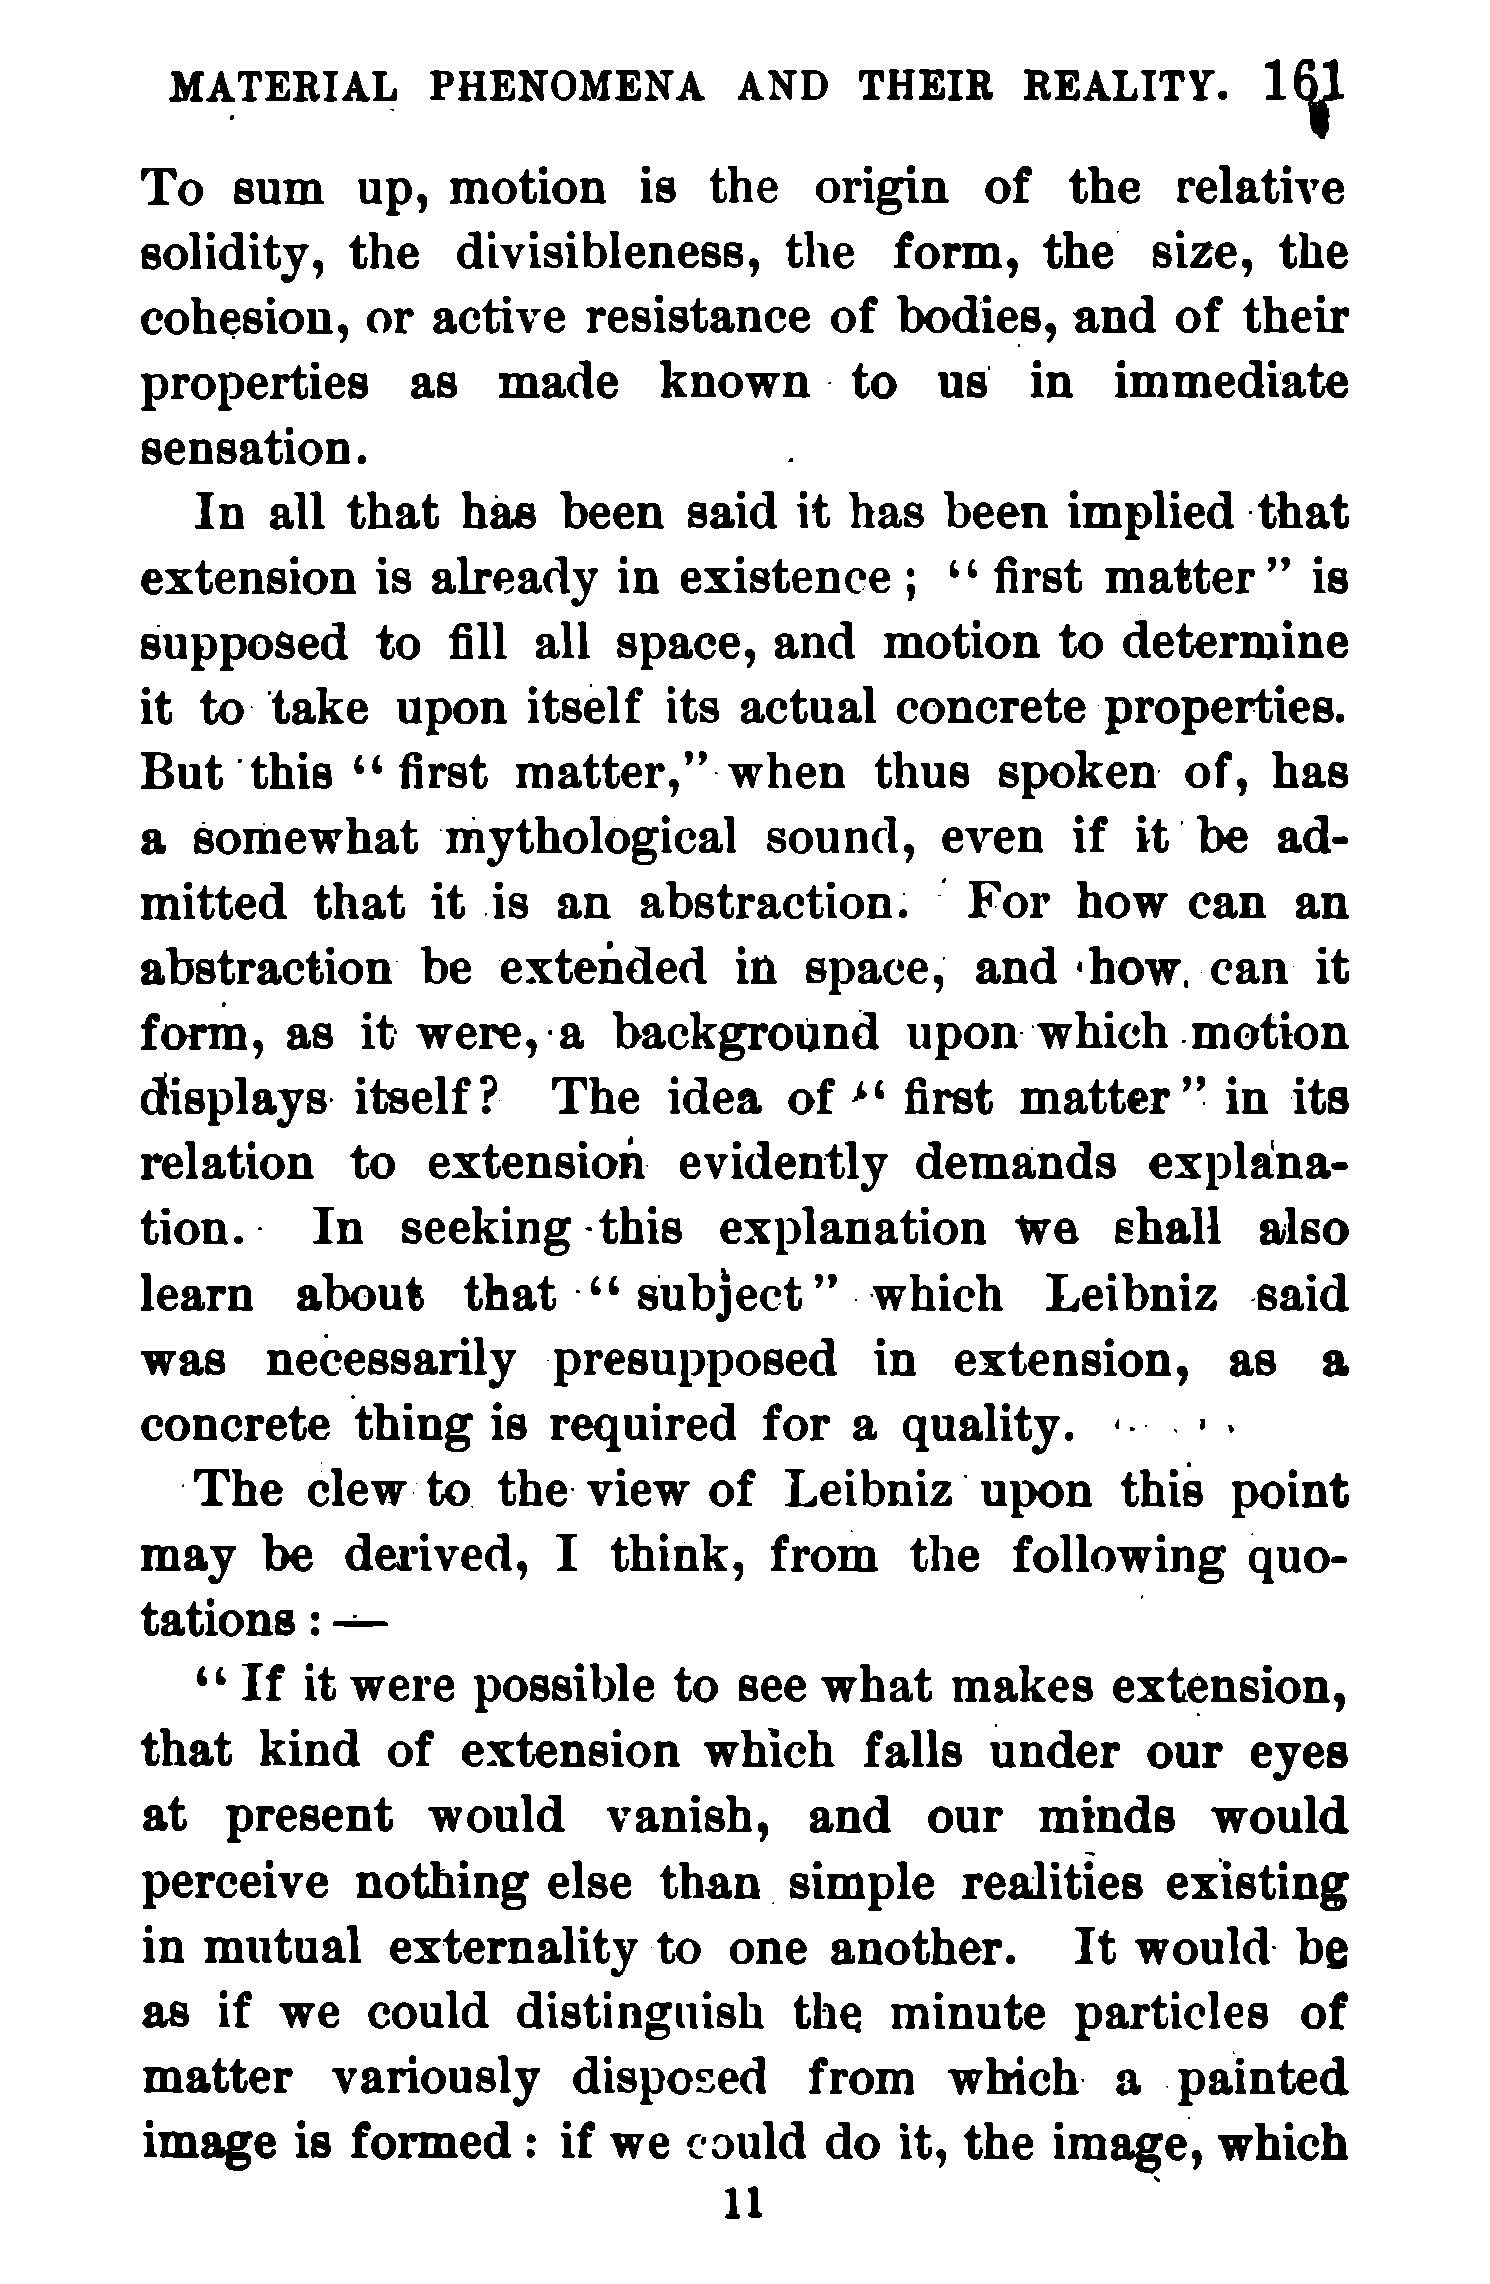 MATERIAL PHENOMENA AND THEIR REALITY. 161
To sum up, motion is the origin of the relative
solidity, the divisibleness, the form, the size, the
cohesion, or active resistance of bodies, and of their
properties as made known to us in immediate
sensation.
In all that has been said it has been implied that
extension is already in existence; "first matter" is
supposed to fill all space, and motion to determine
it to take upon itself its actual concrete properties.
But this "first matter," when thus spoken of, has
a somewhat mythological sound, even if it be ad-
mitted that it is an abstraction. For how can an
abstraction be extended in space, and how can it
form, as it were, a background upon which motion
displays itself? The idea of "first matter" in its
relation to extension evidently demands explana-
tion. In seeking this explanation we shall also
learn about that "subject" which Leibniz said
was necessarily presupposed in extension, as a
concrete thing is required for a quality.
The clew to the view of Leibniz upon this point
may be derived, I think, from the following quo-
tations:—
"If it were possible to see what makes extension,
that kind of extension which falls under our eyes
at present would vanish, and our minds would
perceive nothing else than simple realities existing
in mutual externality to one another. It would be
as if we could distinguish the minute particles of
matter variously disposed from which a painted
image is formed: if we could do it, the image, which
11